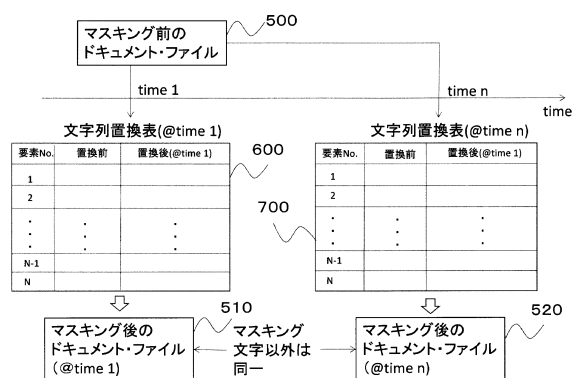 マスキング前の
ドキュメント・ファイル
500
time 1
time n
time
文字列置換表(@time 1)
要素No. 置換前 置換後(@time 1)
1
2
N-1
N
600
文字列置換表(@time n)
要素No. 置換前 置換後(@time 1)
1
2
N-1
N
700
マスキング後の
ドキュメント・ファイル
(@time 1)
510
マスキング
文字以外は
同一
マスキング後の
ドキュメント・ファイル
(@time n)
520